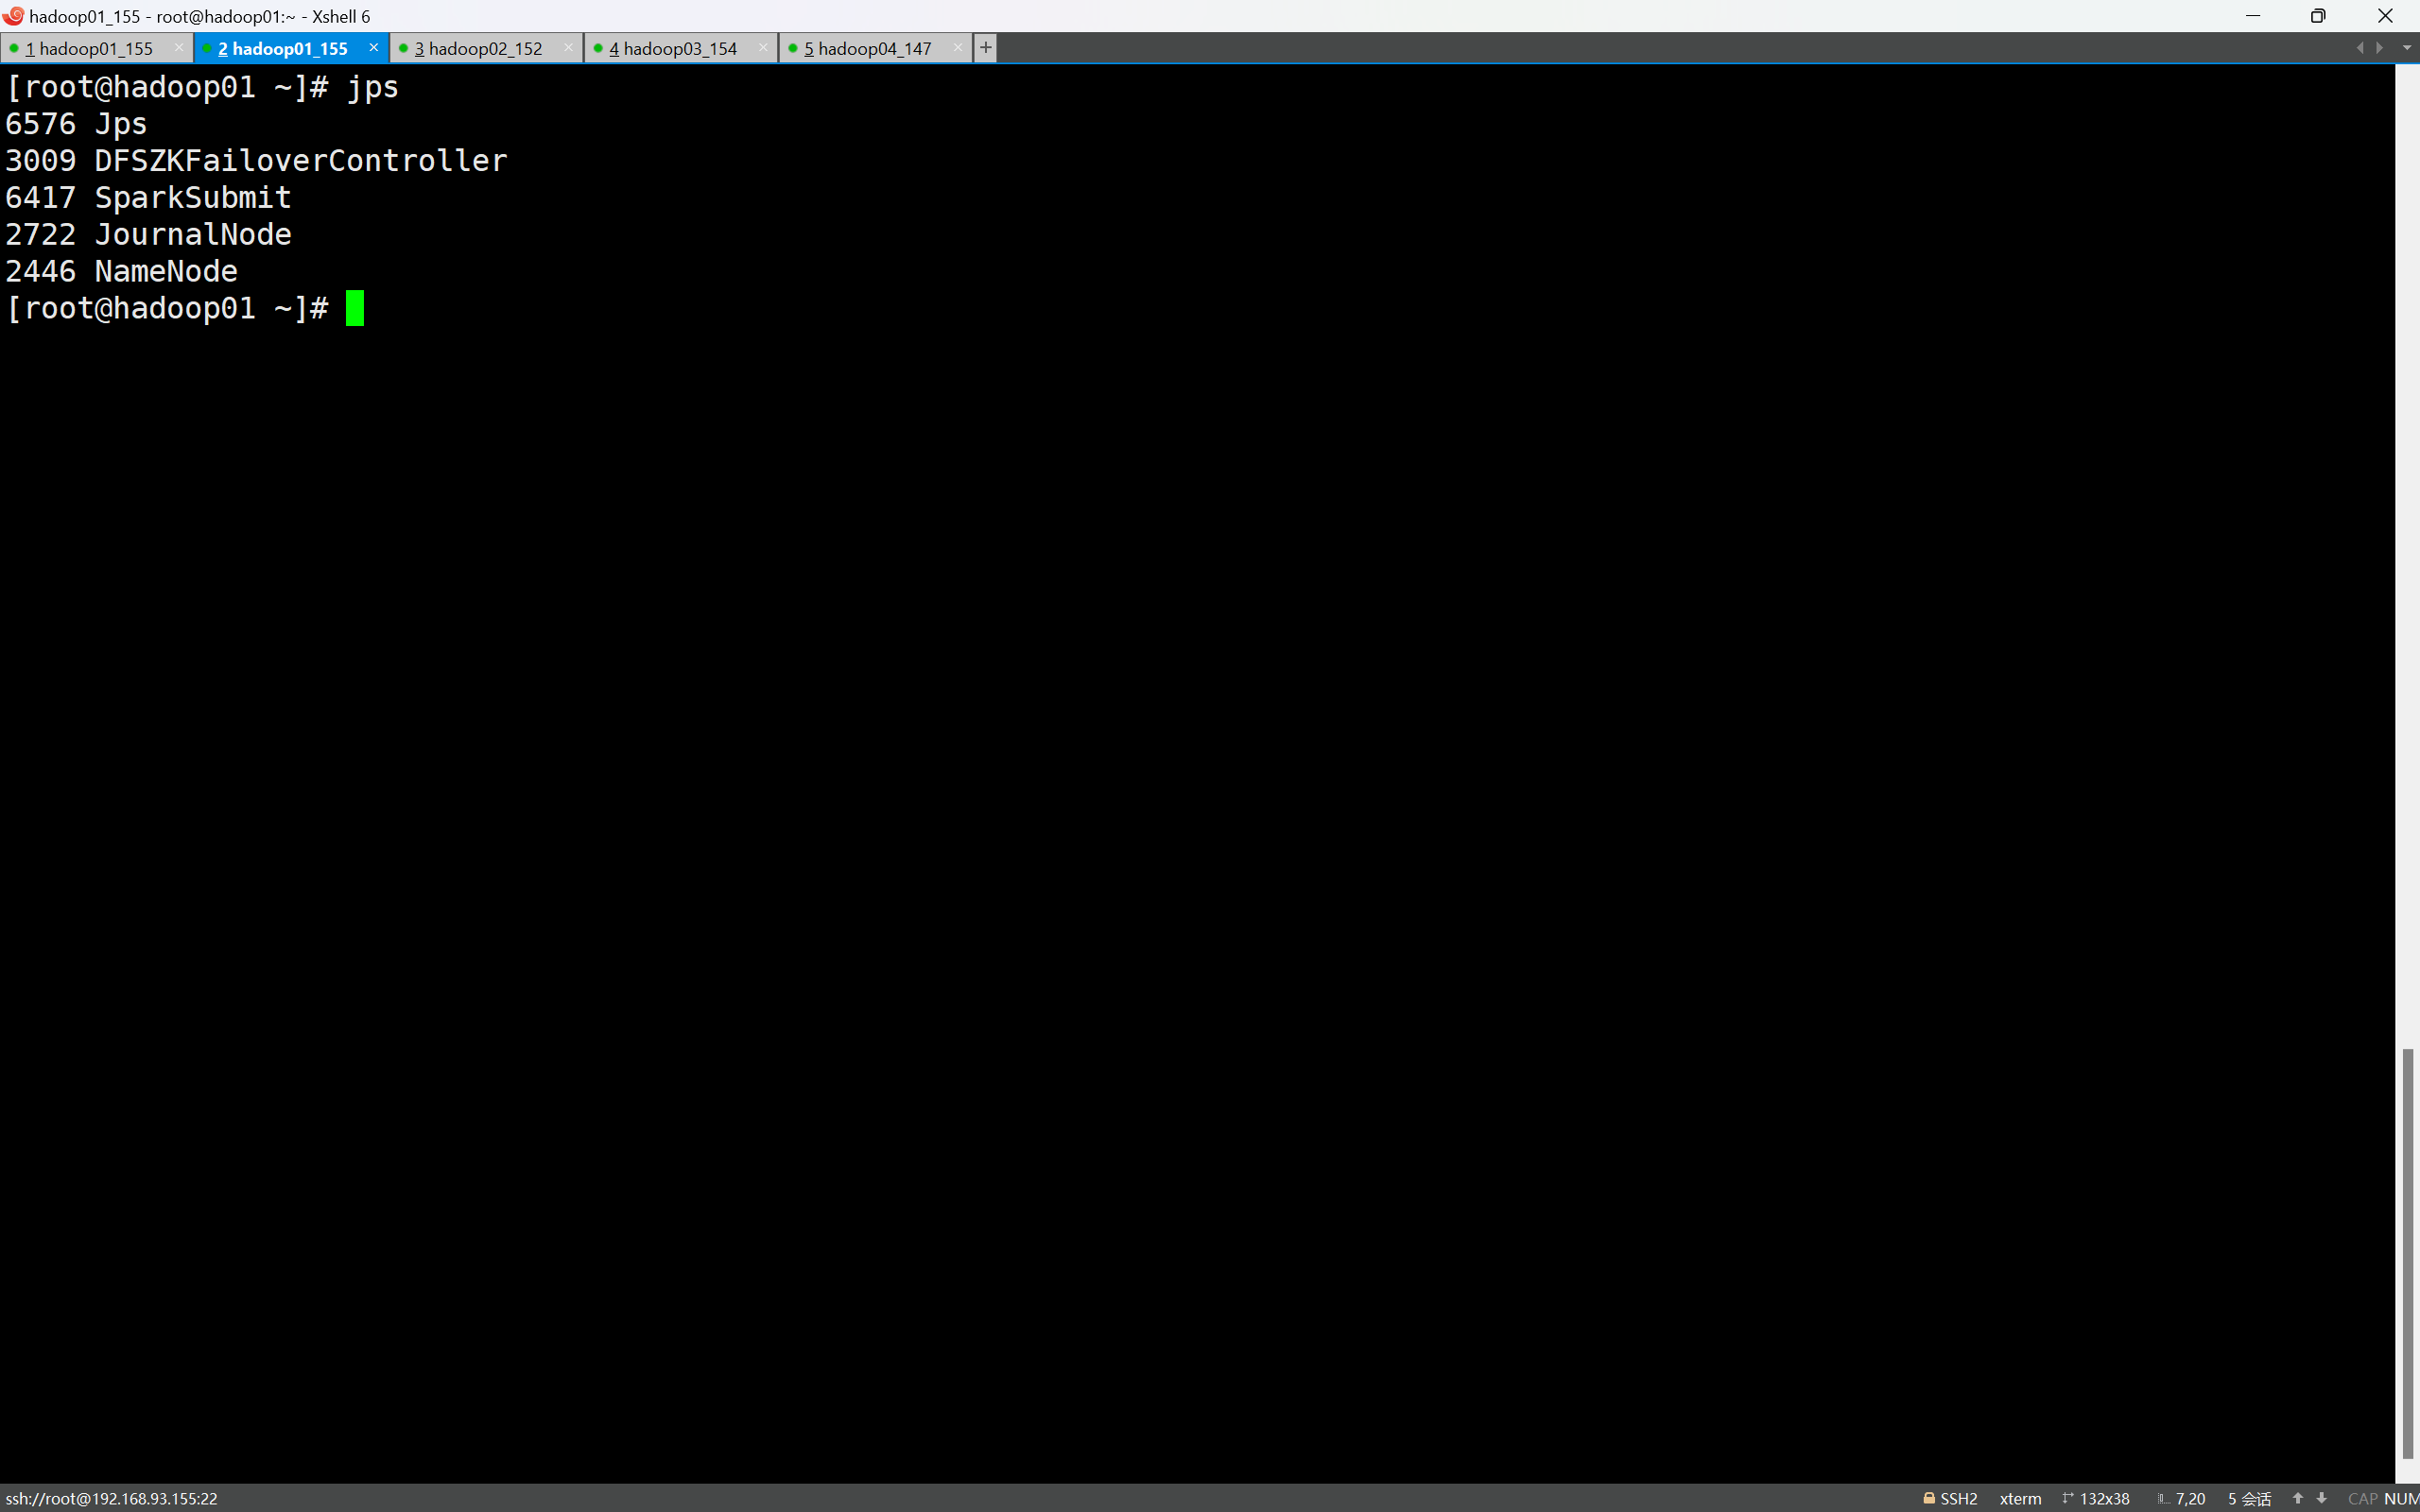 hadoop01_155 - root@hadoop01:~ - Xshell 6
1 hadoop01_155 2 hadoop01_155 3 hadoop02_152 4 hadoop03_154 5 hadoop04_147
[root@hadoop01 ~]# jps
6576 Jps
3009 DFSZKFailoverController
6417 SparkSubmit
2722 JournalNode
2446 NameNode
[root@hadoop01 ~]#
ssh://root@192.168.93.155:22 SSH2 xterm 132x38 7,20 5 会话 CAP NUM